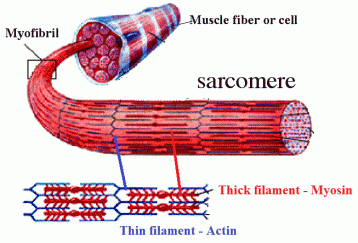 Muscle fiber or cell
Myofibril
sarcomere
Thick filament - Myosin
Thin filament - Actin